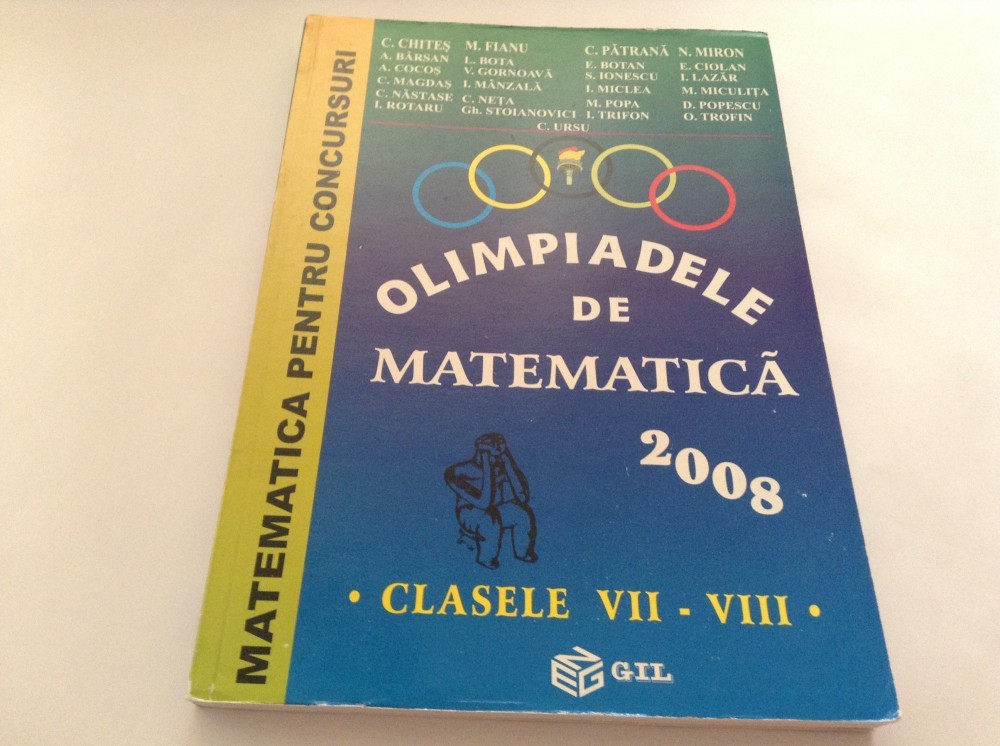 MATEMATICA PENTRU CONCURSURI
C. CHITEȘ M. FIANU C. PĂTRANĂ N. MIRON
A. BÂRSAN L. BOTA E. BOTAN E. CIOLAN
A. COCOȘ V. GORNOAVĂ S. IONESCU I. LAZĂR
C. MAGDAȘ I. MÂNZALĂ I. MICLEA M. MICULIȚA
C. NĂSTASE C. NEȚA M. POPA D. POPESCU
I. ROTARU Gh. STOIANOVICI I. TRIFON O. TROFIN
C. URSU
OLIMPIADELE
DE
MATEMATICĂ
2008
• CLASELE VII - VIII •
GIL